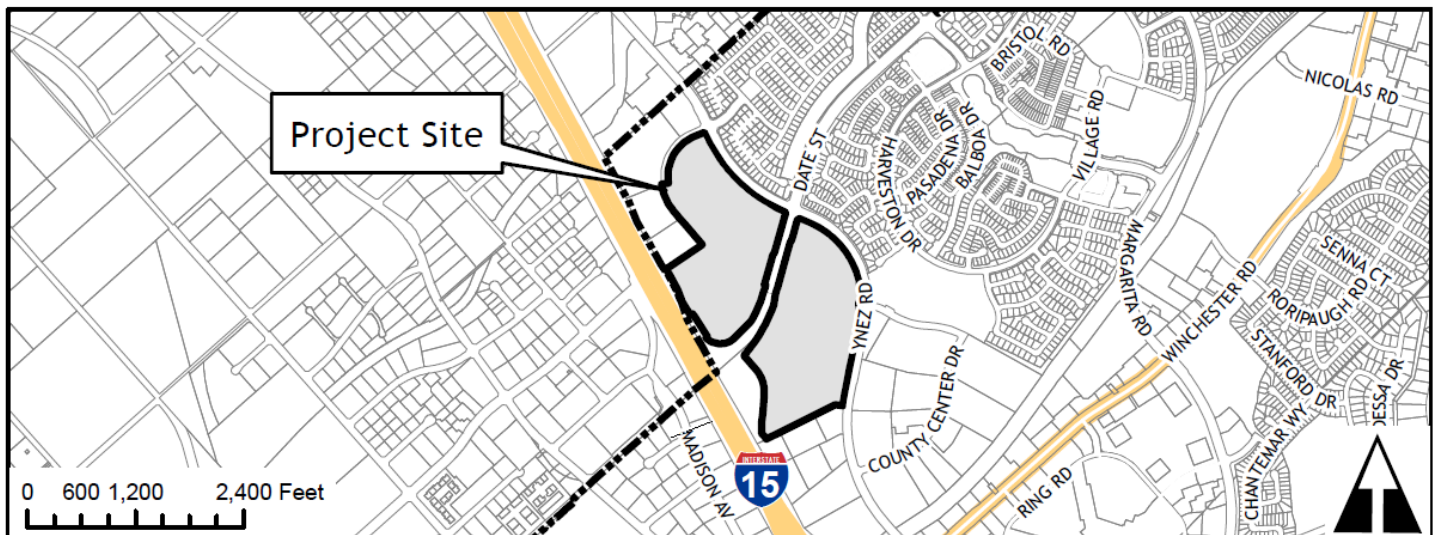 BRISTOL RD
NICOLAS RD
Project Site
DATE ST
HARVESTON DR
PASADENA DR
BALBOA DR
VILLAGE RD
MARGARITA RD
WINCHESTER RD
SENNA CT
RORIPAUGH RD
YNEZ RD
STANFORD DR
DESSA DR
COUNTY CENTER DR
CHANTEMAR WY
MADISON AV
RING RD
INTERSTATE
15
0 600 1,200 2,400 Feet